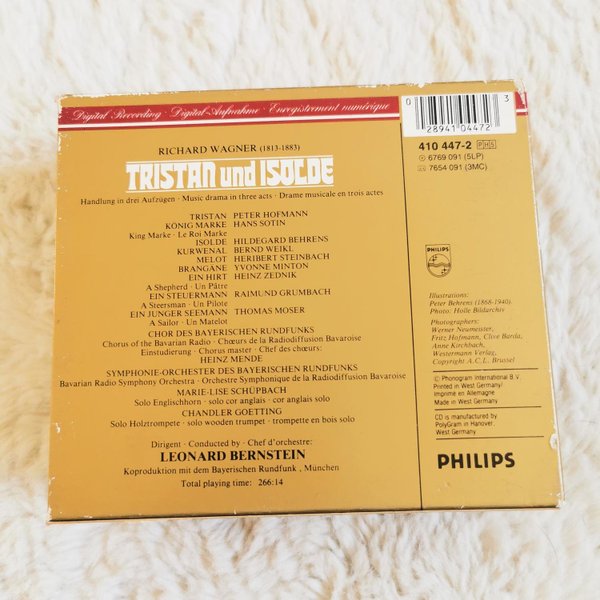 Digital Recording · Digital-Aufnahme · Enregistrement numérique
RICHARD WAGNER (1813-1883)
TRISTAN und ISOLDE
Handlung in drei Aufzügen · Music drama in three acts · Drame musicale en trois actes
TRISTAN PETER HOFMANN
KÖNIG MARKE HANS SOTIN
King Marke · Le Roi Marke
ISOLDE HILDEGARD BEHRENS
KURWENAL BERND WEIKL
MELOT HERIBERT STEINBACH
BRANGÄNE YVONNE MINTON
EIN HIRT HEINZ ZEDNIK
A Shepherd · Un Pâtre
EIN STEUERMANN RAIMUND GRUMBACH
A Steersman · Un Pilote
EIN JUNGER SEEMANN THOMAS MOSER
A Sailor · Un Matelot
CHOR DES BAYERISCHEN RUNDFUNKS
Chorus of the Bavarian Radio · Chœurs de la Radiodiffusion Bavaroise
Einstudierung · Chorus master · Chef des chœurs:
HEINZ MENDE
SYMPHONIE-ORCHESTER DES BAYERISCHEN RUNDFUNKS
Bavarian Radio Symphony Orchestra · Orchestre Symphonique de la Radiodiffusion Bavaroise
MARIE-LISE SCHÜPBACH
Solo Englischhorn · solo cor anglais · cor anglais solo
CHANDLER GOETTING
Solo Holztrompete · solo wooden trumpet · trompette en bois solo
Dirigent · Conducted by · Chef d'orchestre:
LEONARD BERNSTEIN
Koproduktion mit dem Bayerischen Rundfunk, München
Total playing time: 266:14
0 28941 04472 3
410 447-2 PHS
6769 091 (5LP)
7654 091 (3MC)
PHILIPS
Illustrations:
Peter Behrens (1868-1940).
Photo: Holle Bildarchiv
Photographers:
Werner Neumeister,
Fritz Hofmann, Clive Barda,
Anne Kirchbach,
Westermann Verlag,
Copyright A.C.L. Brussel
℗ Phonogram International B.V.
Printed in West Germany/
Imprimé en Allemagne
Made in West Germany
CD is manufactured by
PolyGram in Hanover,
West Germany
PHILIPS